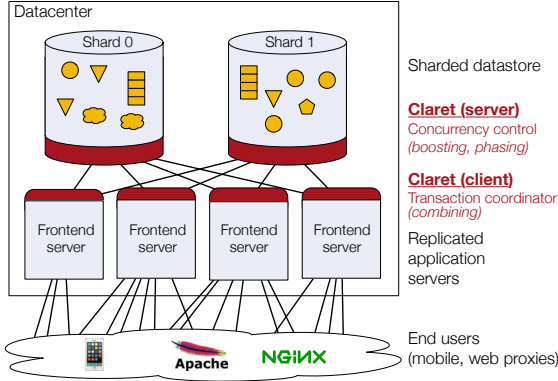 Datacenter
Shard 0
Shard 1
Sharded datastore
Claret (server)
Concurrency control
(boosting, phasing)
Claret (client)
Transaction coordinator
(combining)
Frontend
server
Frontend
server
Frontend
server
Frontend
server
Replicated
application
servers
End users
(mobile, web proxies)
Apache
NGINX